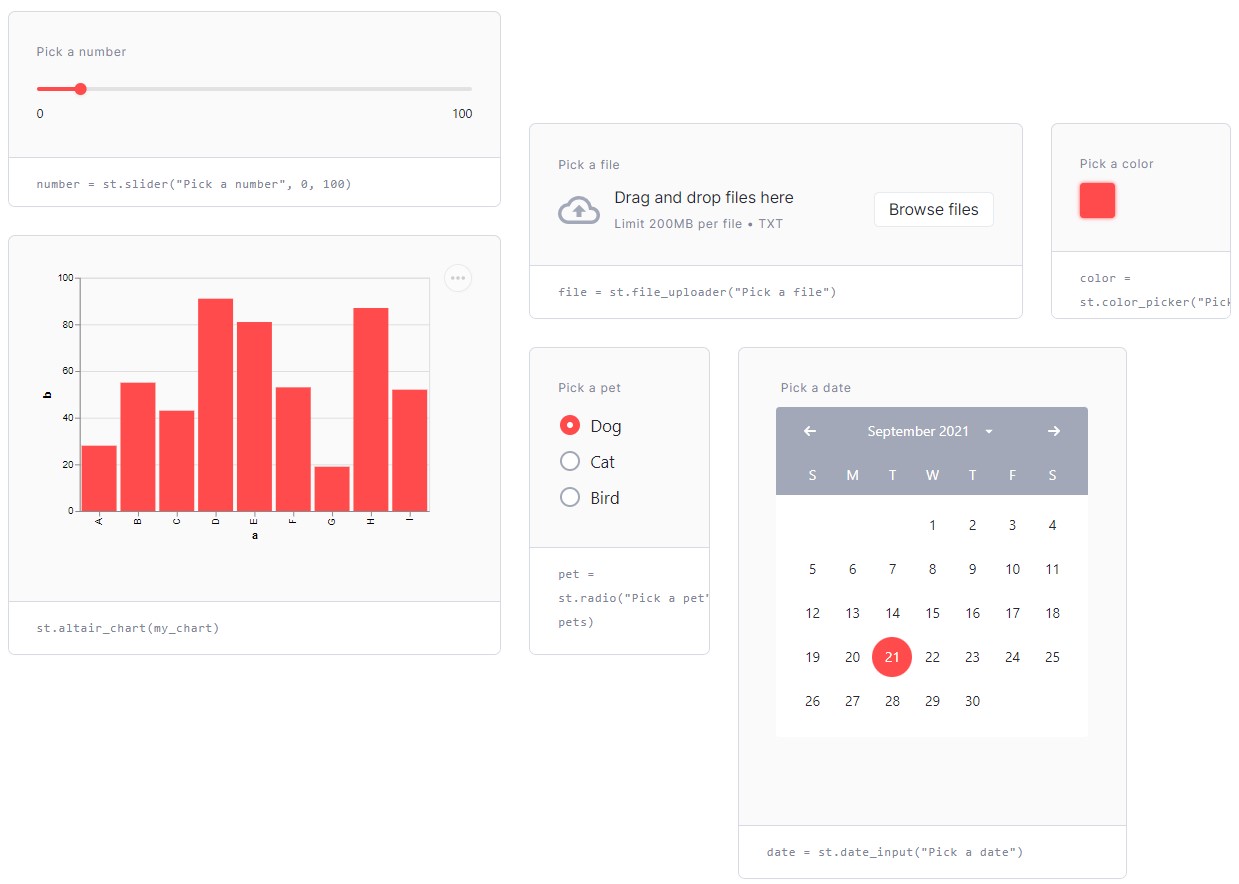 Pick a number
0 100
number = st.slider("Pick a number", 0, 100)
100
80
60
40
20
0
b
A B C D E F G H I
a
st.altair_chart(my_chart)
Pick a file
Drag and drop files here
Limit 200MB per file • TXT
Browse files
file = st.file_uploader("Pick a file")
Pick a color
color =
st.color_picker("Pick
Pick a pet
Dog
Cat
Bird
pet =
st.radio("Pick a pet"
pets)
Pick a date
September 2021
S M T W T F S
1 2 3 4
5 6 7 8 9 10 11
12 13 14 15 16 17 18
19 20 21 22 23 24 25
26 27 28 29 30
date = st.date_input("Pick a date")